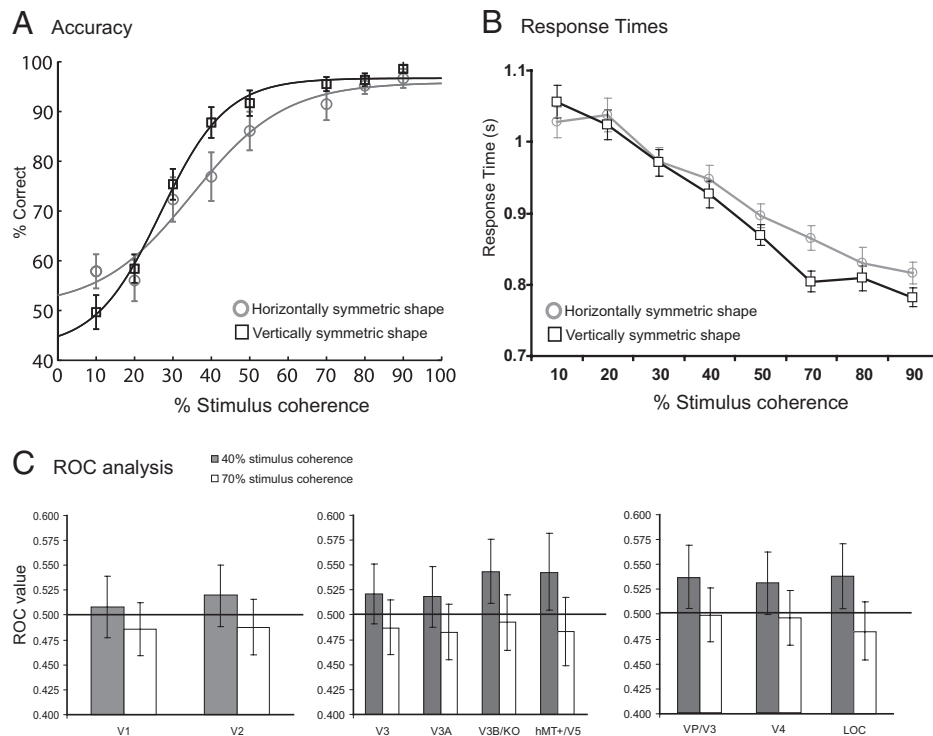 A Accuracy
100
90
80
70
60
50
40
% Correct
0 10 20 30 40 50 60 70 80 90 100
% Stimulus coherence
Horizontally symmetric shape
Vertically symmetric shape
B Response Times
1.1
1
0.9
0.8
0.7
Response Time (s)
10 20 30 40 50 70 80 90
% Stimulus coherence
Horizontally symmetric shape
Vertically symmetric shape
C ROC analysis
40% stimulus coherence
70% stimulus coherence
ROC value
0.600
0.575
0.550
0.525
0.500
0.475
0.450
0.425
0.400
V1 V2
0.600
0.575
0.550
0.525
0.500
0.475
0.450
0.425
0.400
V3 V3A V3B/KO hMT+/V5
0.600
0.575
0.550
0.525
0.500
0.475
0.450
0.425
0.400
VP/V3 V4 LOC